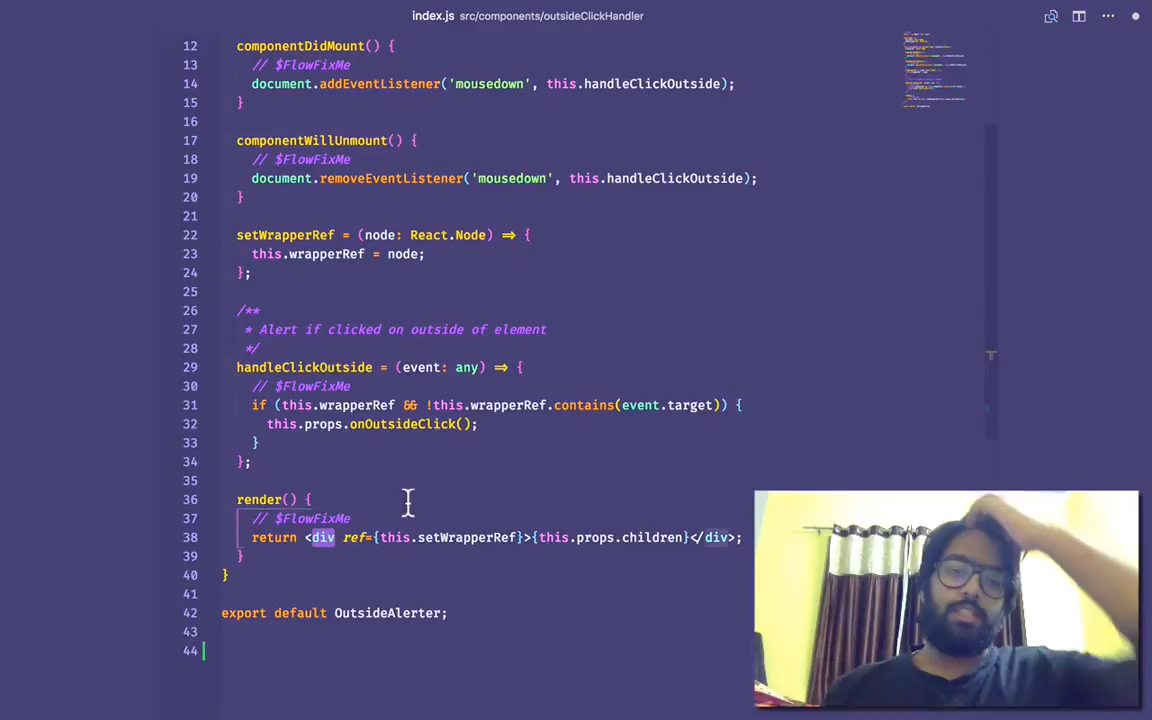 index.js src/components/outsideClickHandler
12 componentDidMount() {
13 // $FlowFixMe
14 document.addEventListener('mousedown', this.handleClickOutside);
15 }
16
17 componentWillUnmount() {
18 // $FlowFixMe
19 document.removeEventListener('mousedown', this.handleClickOutside);
20 }
21
22 setWrapperRef = (node: React.Node) => {
23 this.wrapperRef = node;
24 };
25
26 /**
27 * Alert if clicked on outside of element
28 */
29 handleClickOutside = (event: any) => {
30 // $FlowFixMe
31 if (this.wrapperRef && !this.wrapperRef.contains(event.target)) {
32 this.props.onOutsideClick();
33 }
34 };
35
36 render() {
37 // $FlowFixMe
38 return <div ref={this.setWrapperRef}>{this.props.children}</div>;
39 }
40 }
41
42 export default OutsideAlerter;
43
44